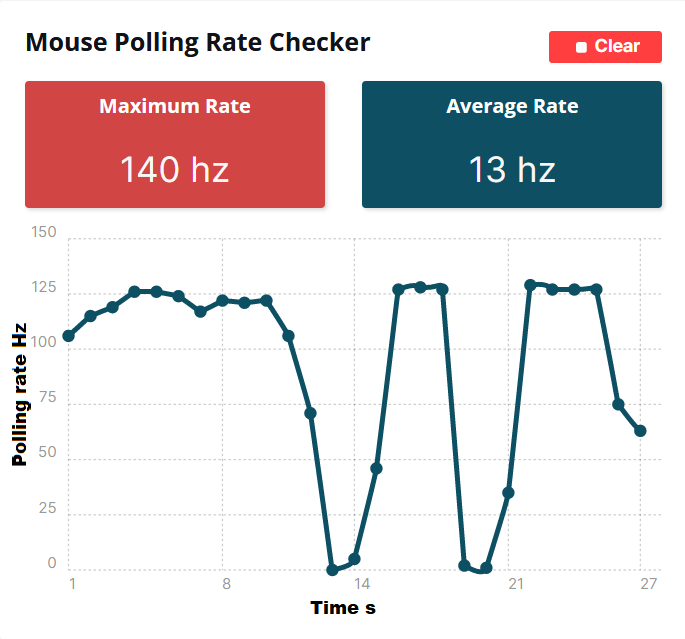 Mouse Polling Rate Checker
Clear
Maximum Rate
140 hz
Average Rate
13 hz
150
125
100
75
50
25
0
Polling rate Hz
1 8 14 21 27
Time s